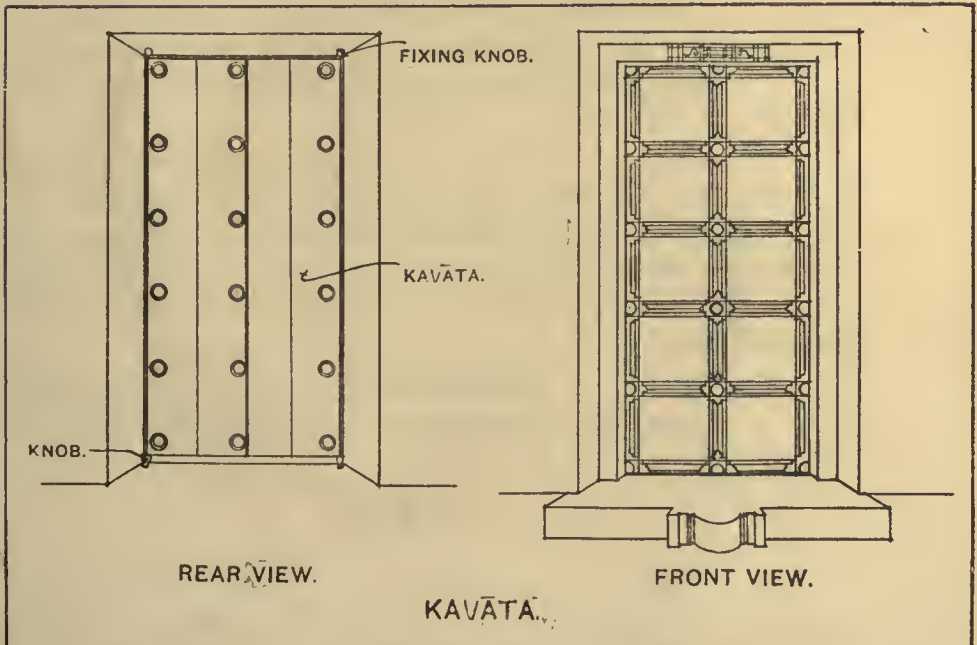 FIXING KNOB.
KAVĀTA.
KNOB.
REAR VIEW.
FRONT VIEW.
KAVĀTA.